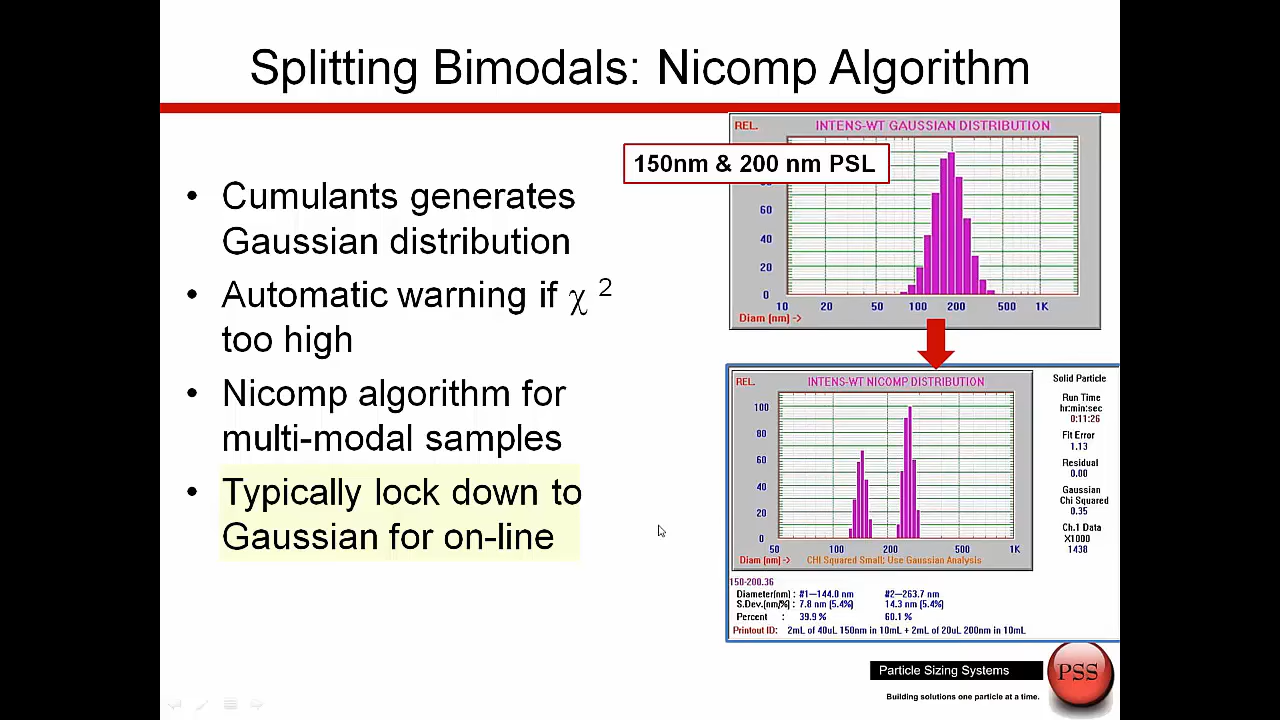 Splitting Bimodals: Nicomp Algorithm
• Cumulants generates
Gaussian distribution
• Automatic warning if χ 2
too high
• Nicomp algorithm for
multi-modal samples
• Typically lock down to
Gaussian for on-line
REL. INTENS-WT GAUSSIAN DISTRIBUTION
150nm & 200 nm PSL
60
40
20
0
10 20 50 100 200 500 1K
Diam (nm) ->
REL. INTENS-WT NICOMP DISTRIBUTION
100
80
60
40
20
0
50 100 200 500 1K
Diam (nm) -> CHI Squared Small; Use Gaussian Analysis
Solid Particle
Run Time
hr:min:sec
0:11:26
Fit Error
1.13
Residual
0.00
Gaussian
Chi Squared
0.35
Ch.1 Data
X1000
1438
150-200.36
Diameter(nm) : #1--144.0 nm #2--263.7 nm
S.Dev.(nm/%) : 7.8 nm (5.4%) 14.3 nm (5.4%)
Percent : 39.9 % 60.1 %
Printout ID: 2mL of 40uL 150nm in 10mL + 2mL of 20uL 200nm in 10mL
Particle Sizing Systems
PSS
Building solutions one particle at a time.